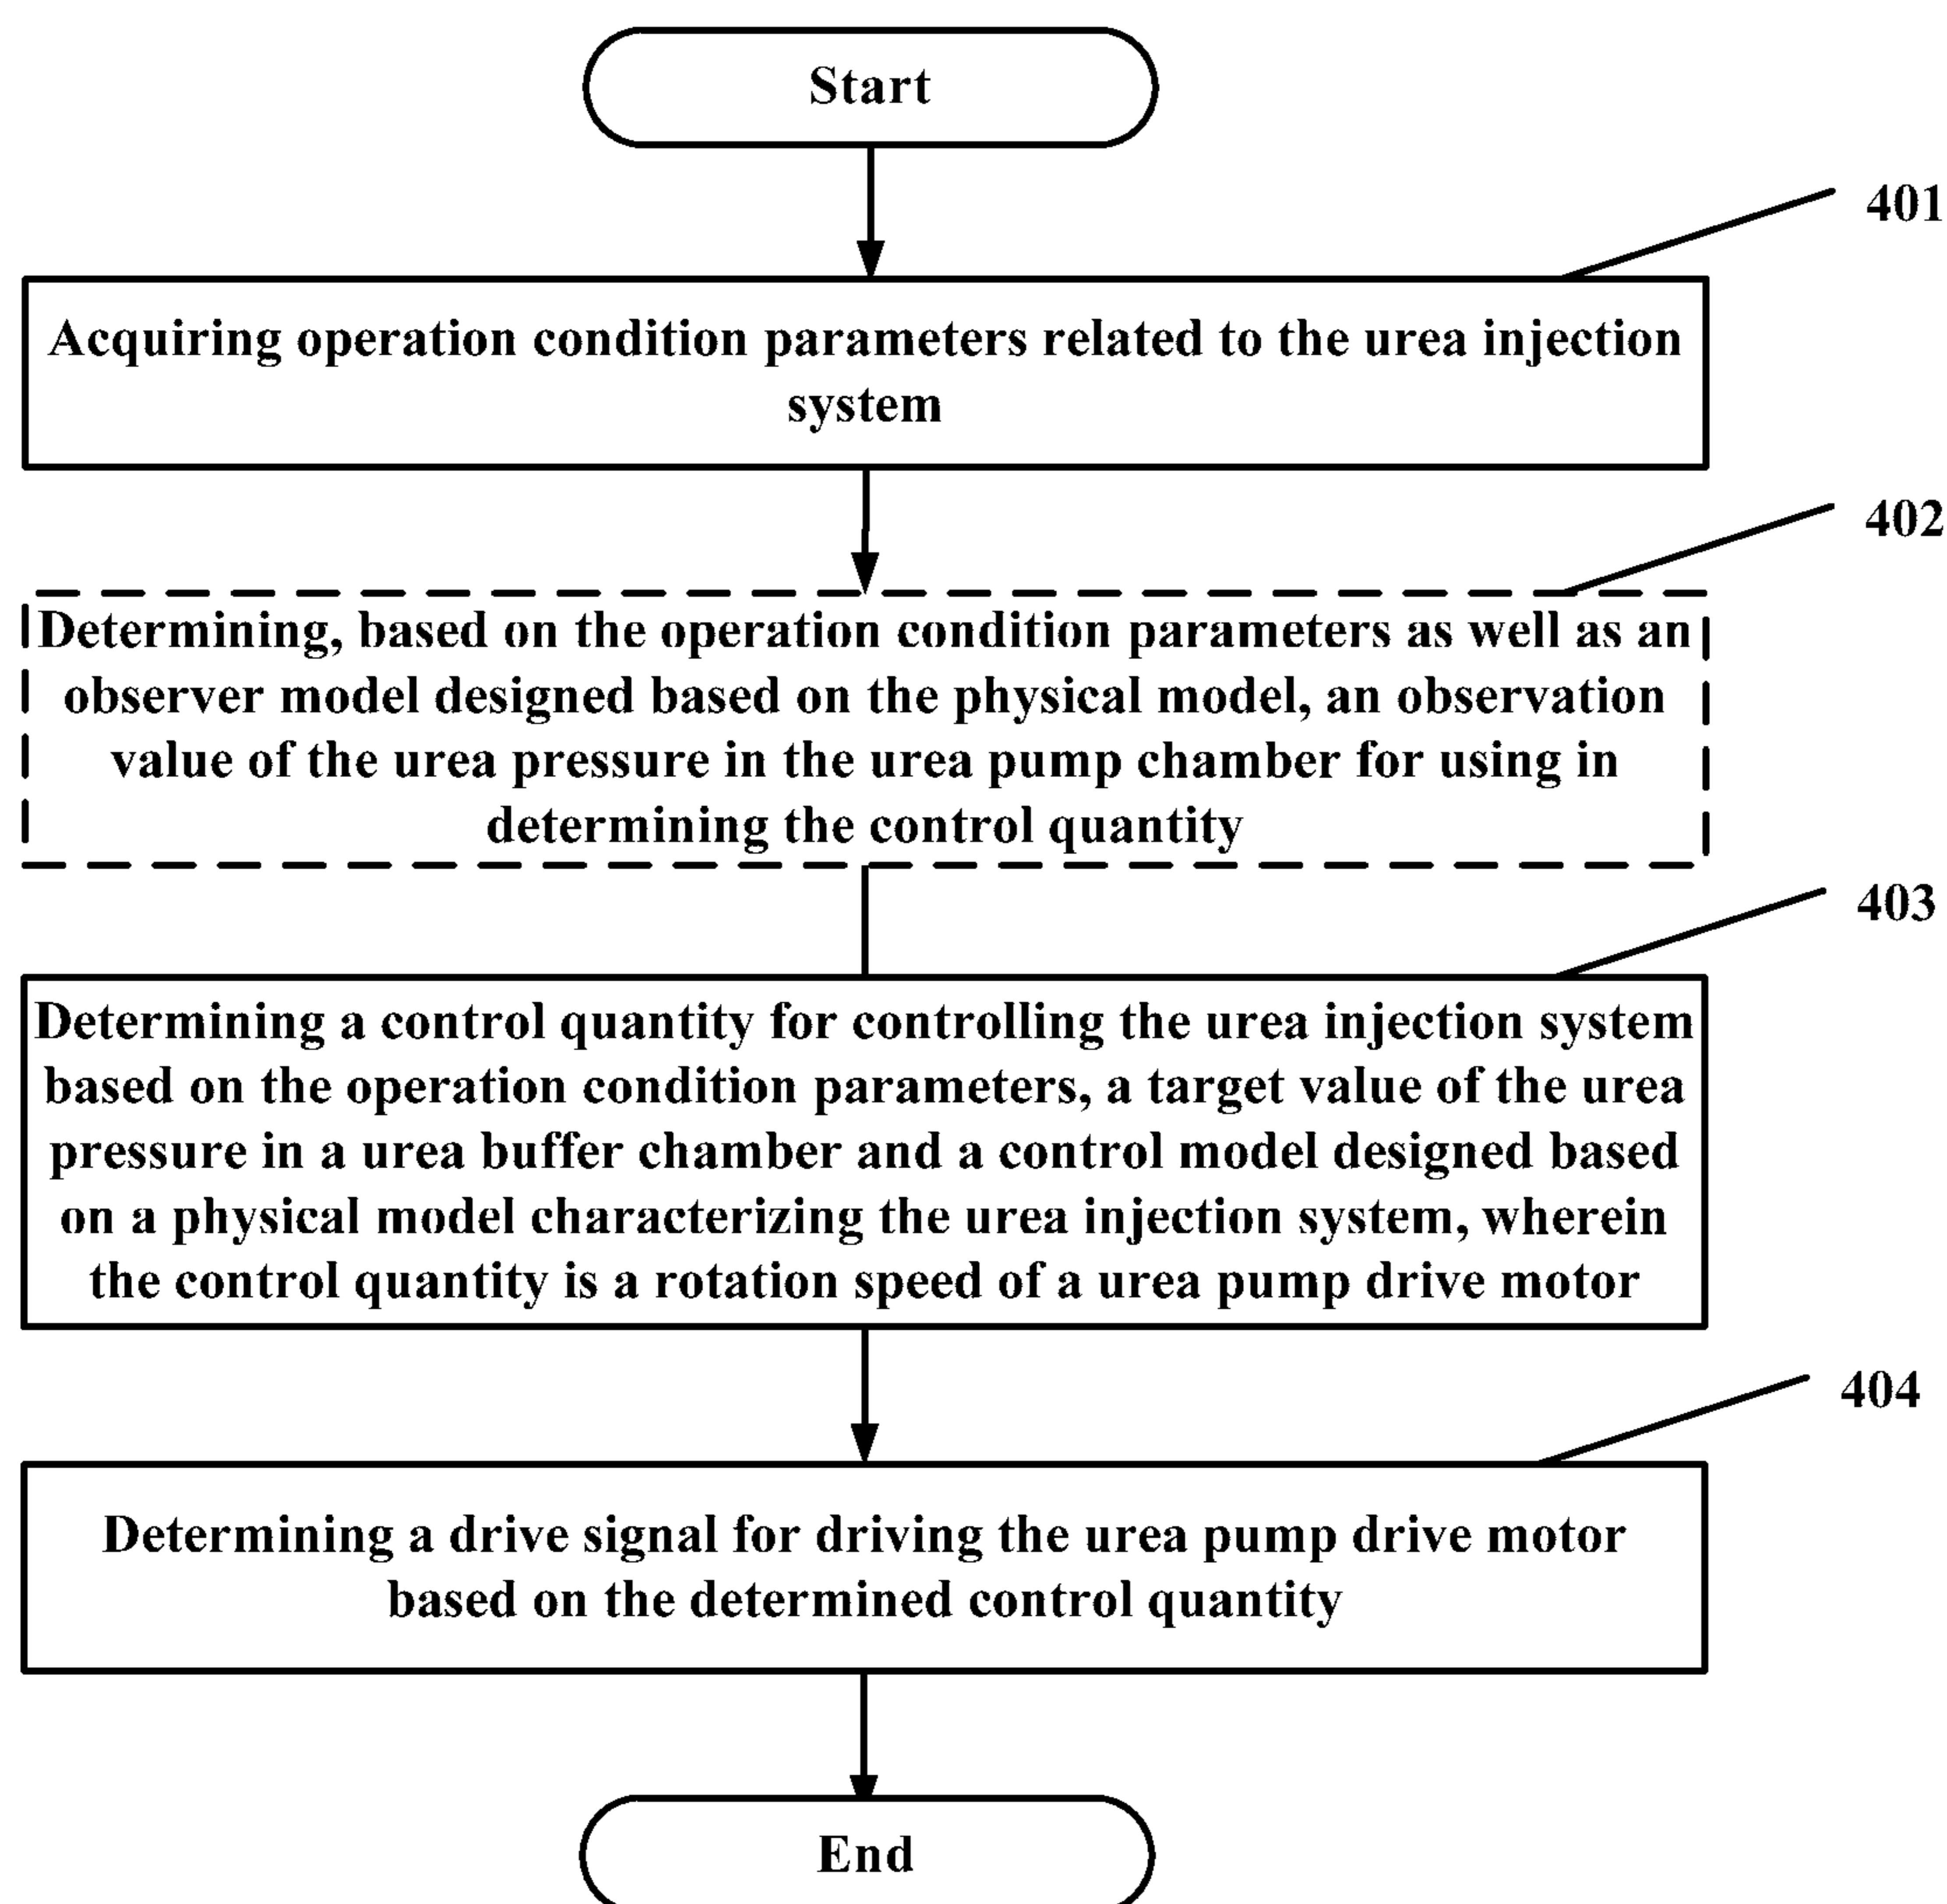 Start
401
Acquiring operation condition parameters related to the urea injection
system
402
Determining, based on the operation condition parameters as well as an
observer model designed based on the physical model, an observation
value of the urea pressure in the urea pump chamber for using in
determining the control quantity
403
Determining a control quantity for controlling the urea injection system
based on the operation condition parameters, a target value of the urea
pressure in a urea buffer chamber and a control model designed based
on a physical model characterizing the urea injection system, wherein
the control quantity is a rotation speed of a urea pump drive motor
404
Determining a drive signal for driving the urea pump drive motor
based on the determined control quantity
End